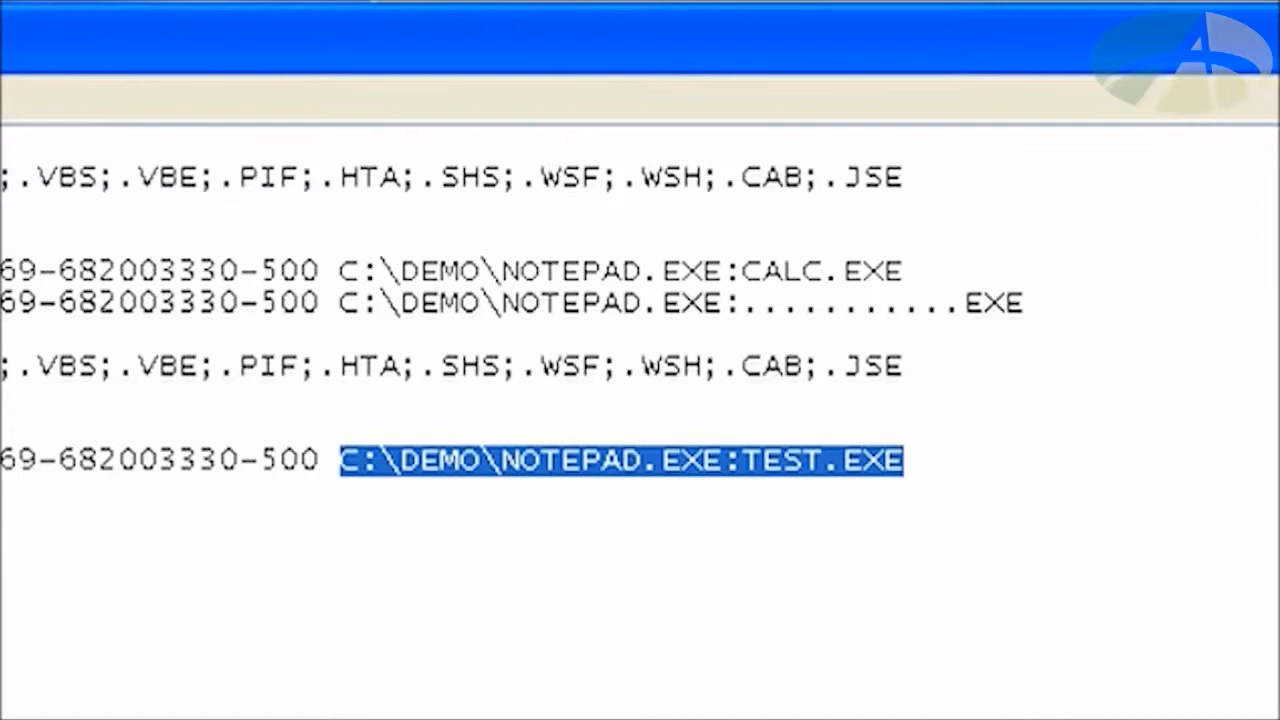 ;.VBS;.VBE;.PIF;.HTA;.SHS;.WSF;.WSH;.CAB;.JSE
69-682003330-500 C:\DEMO\NOTEPAD.EXE:CALC.EXE
69-682003330-500 C:\DEMO\NOTEPAD.EXE:...........EXE
;.VBS;.VBE;.PIF;.HTA;.SHS;.WSF;.WSH;.CAB;.JSE
69-682003330-500 C:\DEMO\NOTEPAD.EXE:TEST.EXE